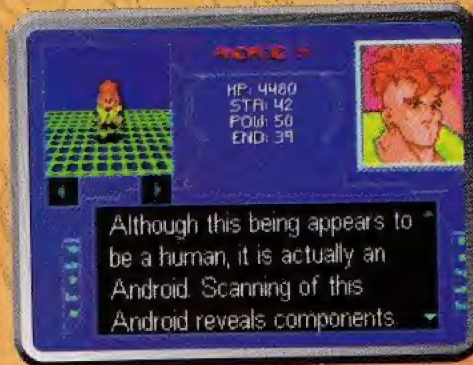 HP: 4480
STR: 42
POW: 50
END: 39
Although this being appears to
be a human, it is actually an
Android. Scanning of this
Android reveals components